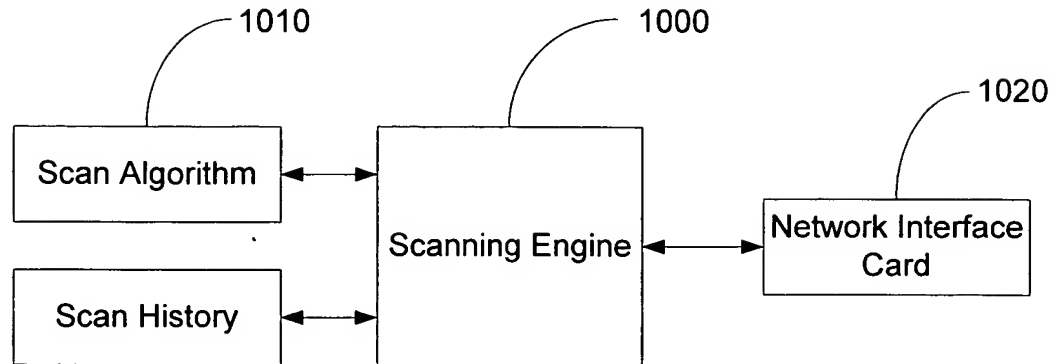 1010
1000
1020
Scan Algorithm
Scanning Engine
Network Interface
Card
Scan History